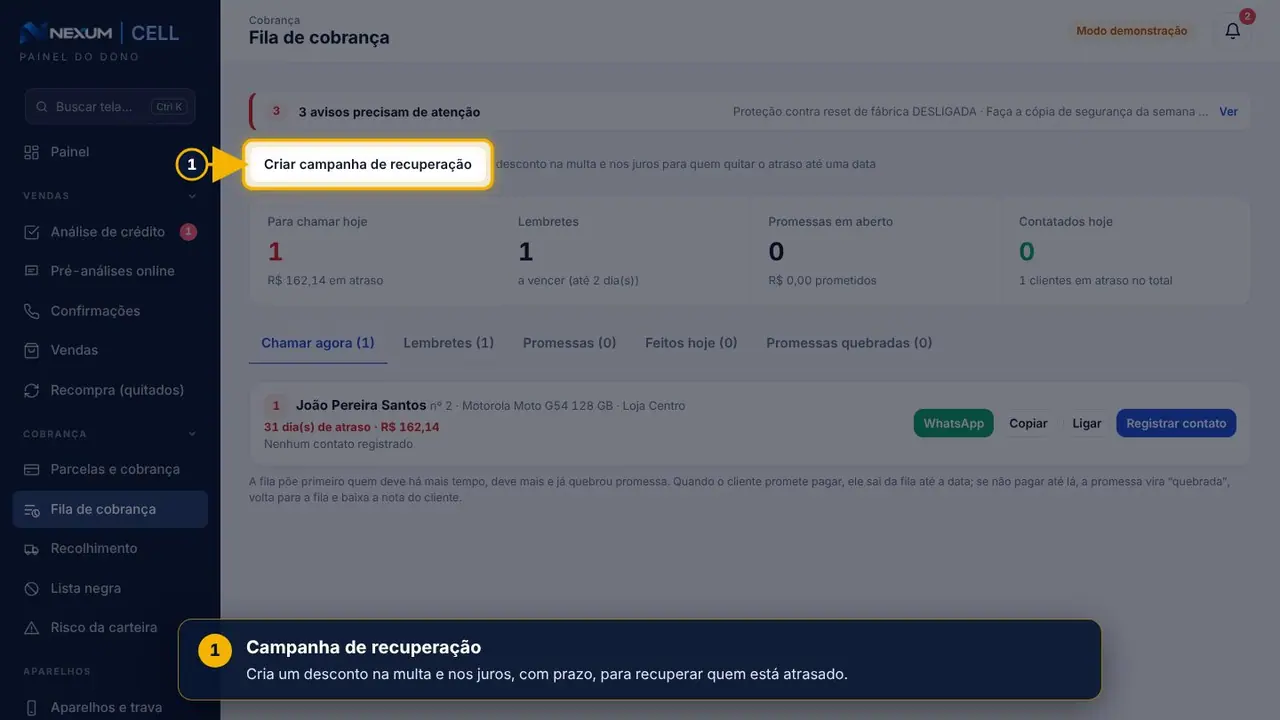 NEXUM | CELL
PAINEL DO DONO
Buscar tela... Ctrl K
Painel
VENDAS
Análise de crédito 1
Pré-análises online
Confirmações
Vendas
Recompra (quitados)
COBRANÇA
Parcelas e cobrança
Fila de cobrança
Recolhimento
Lista negra
Risco da carteira
APARELHOS
Aparelhos e trava
Cobrança
Fila de cobrança
Modo demonstração
2
3 3 avisos precisam de atenção Proteção contra reset de fábrica DESLIGADA · Faça a cópia de segurança da semana ... Ver
1 Criar campanha de recuperação desconto na multa e nos juros para quem quitar o atraso até uma data
Para chamar hoje
1
R$ 162,14 em atraso
Lembretes
1
a vencer (até 2 dia(s))
Promessas em aberto
0
R$ 0,00 prometidos
Contatados hoje
0
1 clientes em atraso no total
Chamar agora (1) Lembretes (1) Promessas (0) Feitos hoje (0) Promessas quebradas (0)
1 João Pereira Santos nº 2 · Motorola Moto G54 128 GB · Loja Centro
31 dia(s) de atraso · R$ 162,14
Nenhum contato registrado
WhatsApp Copiar Ligar Registrar contato
A fila põe primeiro quem deve há mais tempo, deve mais e já quebrou promessa. Quando o cliente promete pagar, ele sai da fila até a data; se não pagar até lá, a promessa vira "quebrada",
volta para a fila e baixa a nota do cliente.
1 Campanha de recuperação
Cria um desconto na multa e nos juros, com prazo, para recuperar quem está atrasado.